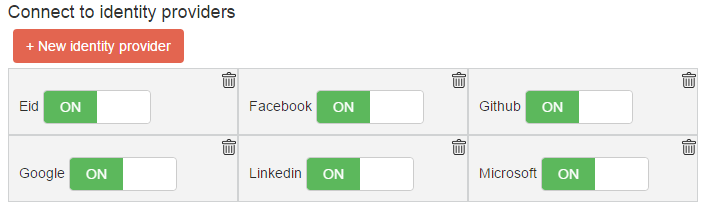 Connect to identity providers
+ New identity provider
Eid ON Facebook ON Github ON
Google ON Linkedin ON Microsoft ON